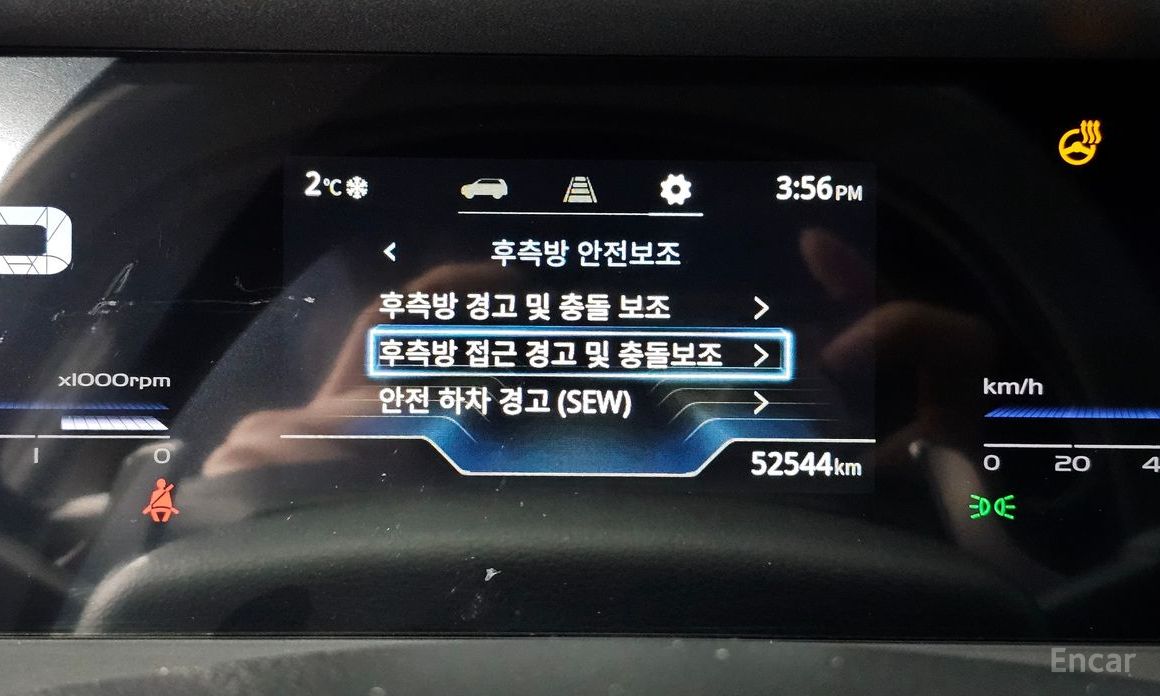 2℃
3:56PM
후측방 안전보조
후측방 경고 및 충돌 보조
후측방 접근 경고 및 충돌보조
안전 하차 경고 (SEW)
52544km
x1000rpm
1 0
km/h
0 20 4
Encar